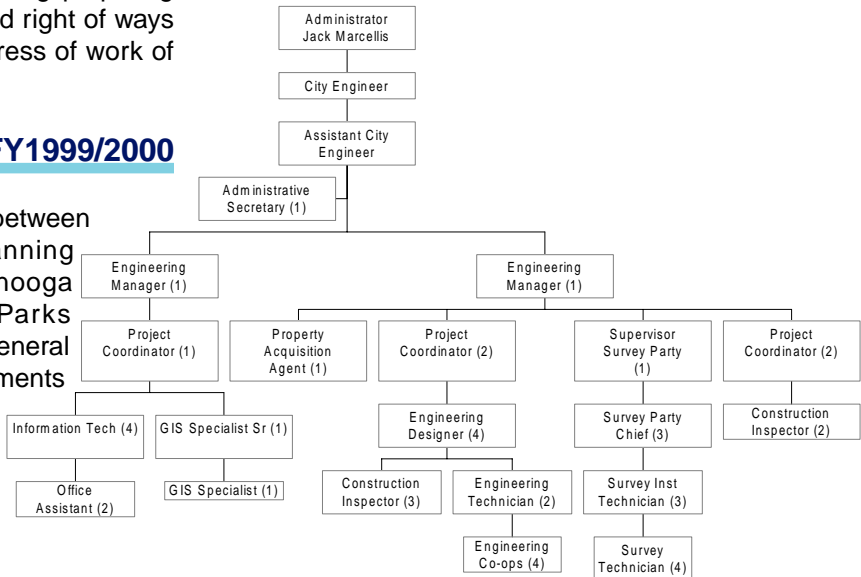 d right of ways
ress of work of
FY1999/2000
between
anning
nooga
Parks
eneral
ments
Administrator
Jack Marcellis
City Engineer
Assistant City
Engineer
Administrative
Secretary (1)
Engineering
Manager (1)
Engineering
Manager (1)
Project
Coordinator (1)
Property
Acquisition
Agent (1)
Project
Coordinator (2)
Supervisor
Survey Party
(1)
Project
Coordinator (2)
Information Tech (4)
GIS Specialist Sr (1)
Engineering
Designer (4)
Survey Party
Chief (3)
Construction
Inspector (2)
Office
Assistant (2)
GIS Specialist (1)
Construction
Inspector (3)
Engineering
Technician (2)
Survey Inst
Technician (3)
Engineering
Co-ops (4)
Survey
Technician (4)